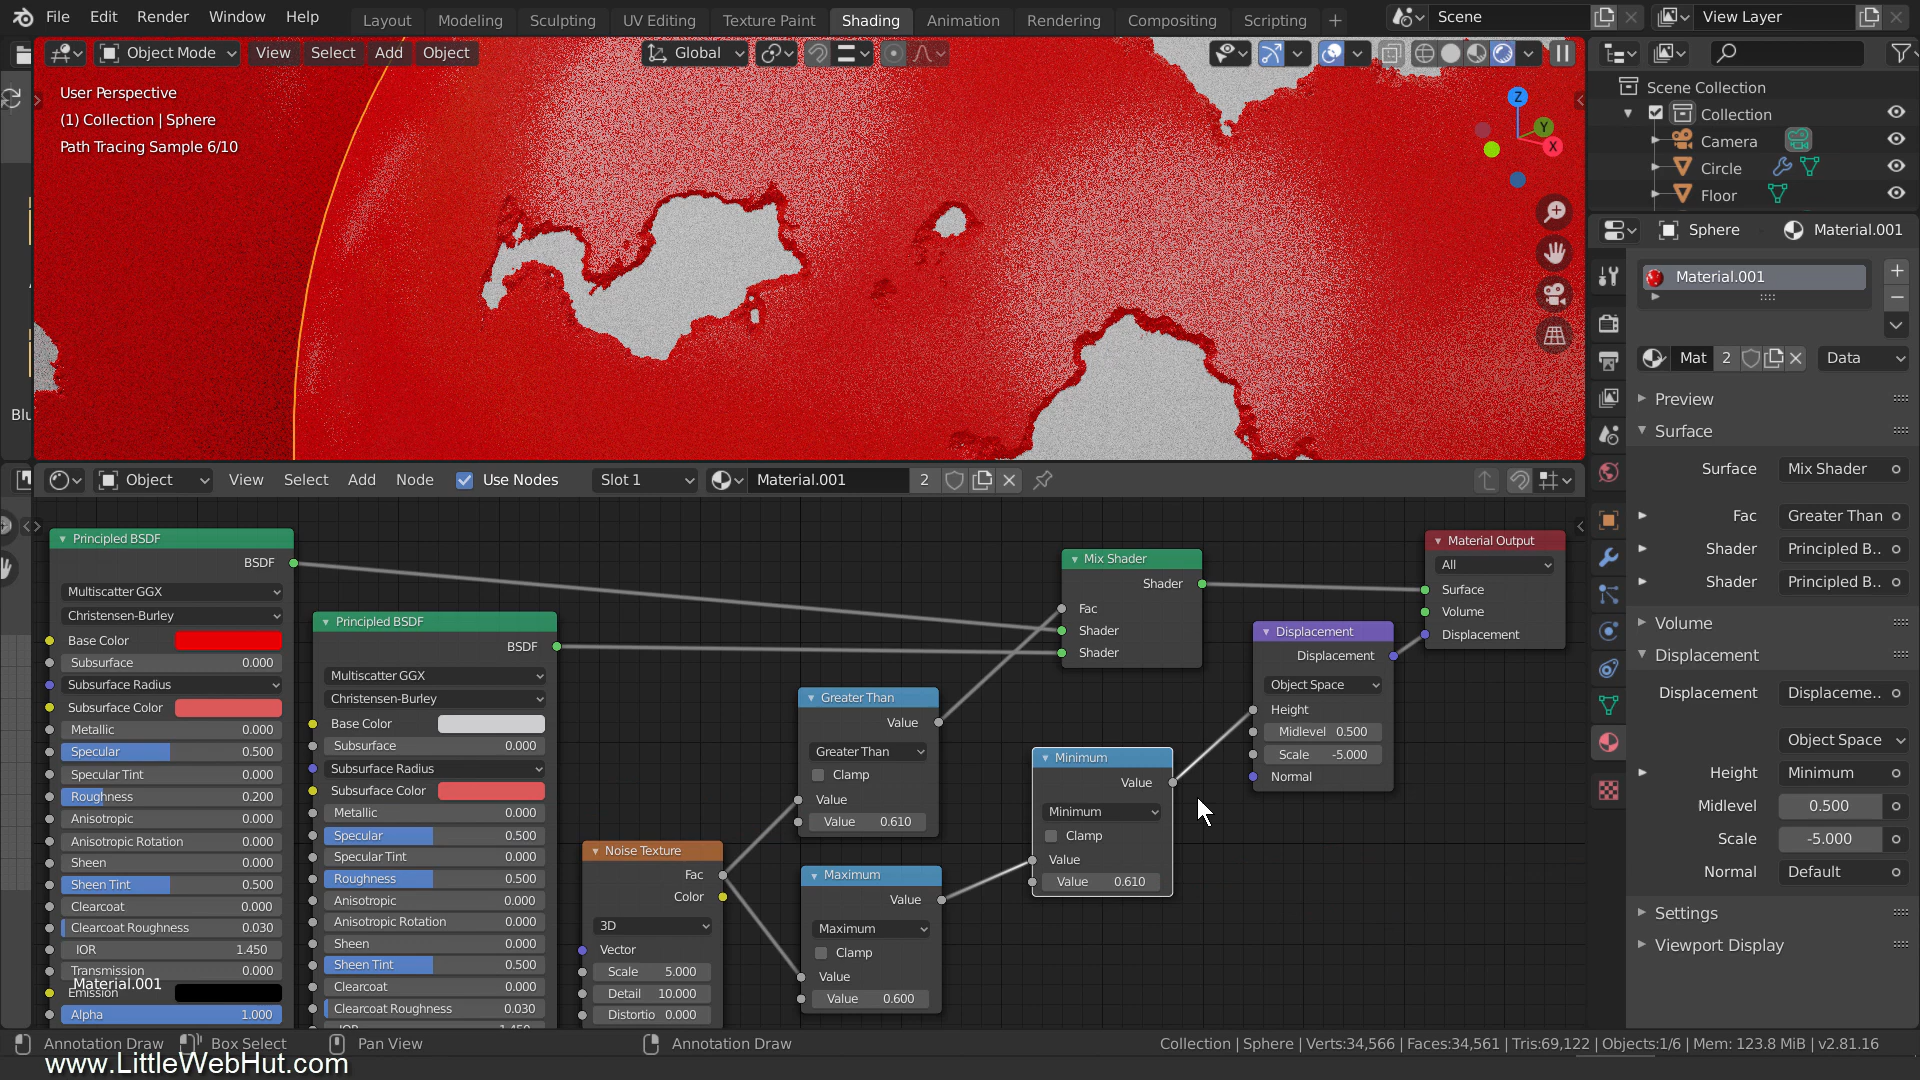 File Edit Render Window Help Layout Modeling Sculpting UV Editing Texture Paint Shading Animation Rendering Compositing Scripting + Scene View Layer
Object Mode View Select Add Object Global
User Perspective
(1) Collection | Sphere
Path Tracing Sample 6/10
Z
Y
X
Blu
Scene Collection
Collection
Camera
Circle
Floor
Sphere Material.001
Material.001
Mat 2 Data
Preview
Surface
Surface Mix Shader
Fac Greater Than
Shader Principled B..
Shader Principled B..
Volume
Displacement
Displacement Displaceme..
Object Space
Height Minimum
Midlevel 0.500
Scale -5.000
Normal Default
Settings
Viewport Display
Object View Select Add Node Use Nodes Slot 1 Material.001 2
Principled BSDF
BSDF
Multiscatter GGX
Christensen-Burley
Base Color
Subsurface 0.000
Subsurface Radius
Subsurface Color
Metallic 0.000
Specular 0.500
Specular Tint 0.000
Roughness 0.200
Anisotropic 0.000
Anisotropic Rotation 0.000
Sheen 0.000
Sheen Tint 0.500
Clearcoat 0.000
Clearcoat Roughness 0.030
IOR 1.450
Transmission 0.000
Emission
Alpha 1.000
Material.001
Principled BSDF
BSDF
Multiscatter GGX
Christensen-Burley
Base Color
Subsurface 0.000
Subsurface Radius
Subsurface Color
Metallic 0.000
Specular 0.500
Specular Tint 0.000
Roughness 0.500
Anisotropic 0.000
Anisotropic Rotation 0.000
Sheen 0.000
Sheen Tint 0.500
Clearcoat 0.000
Clearcoat Roughness 0.030
IOR 1.450
Noise Texture
Fac
Color
3D
Vector
Scale 5.000
Detail 10.000
Distortio 0.000
Greater Than
Value
Greater Than
Clamp
Value
Value 0.610
Maximum
Value
Maximum
Clamp
Value
Value 0.600
Minimum
Value
Minimum
Clamp
Value
Value 0.610
Mix Shader
Shader
Fac
Shader
Shader
Displacement
Displacement
Object Space
Height
Midlevel 0.500
Scale -5.000
Normal
Material Output
All
Surface
Volume
Displacement
Annotation Draw Box Select Pan View Annotation Draw
Collection | Sphere | Verts:34,566 | Faces:34,561 | Tris:69,122 | Objects:1/6 | Mem: 123.8 MiB | v2.81.16
www.LittleWebHut.com